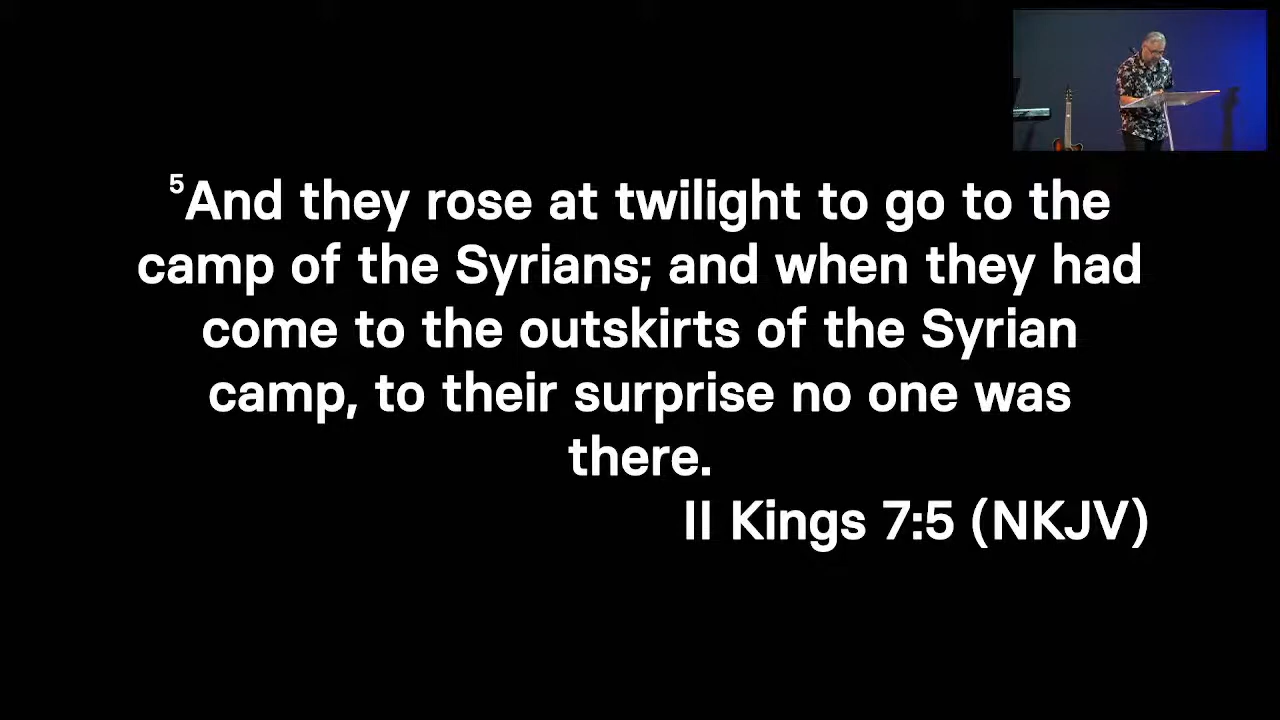 ⁵And they rose at twilight to go to the
camp of the Syrians; and when they had
come to the outskirts of the Syrian
camp, to their surprise no one was
there.
II Kings 7:5 (NKJV)